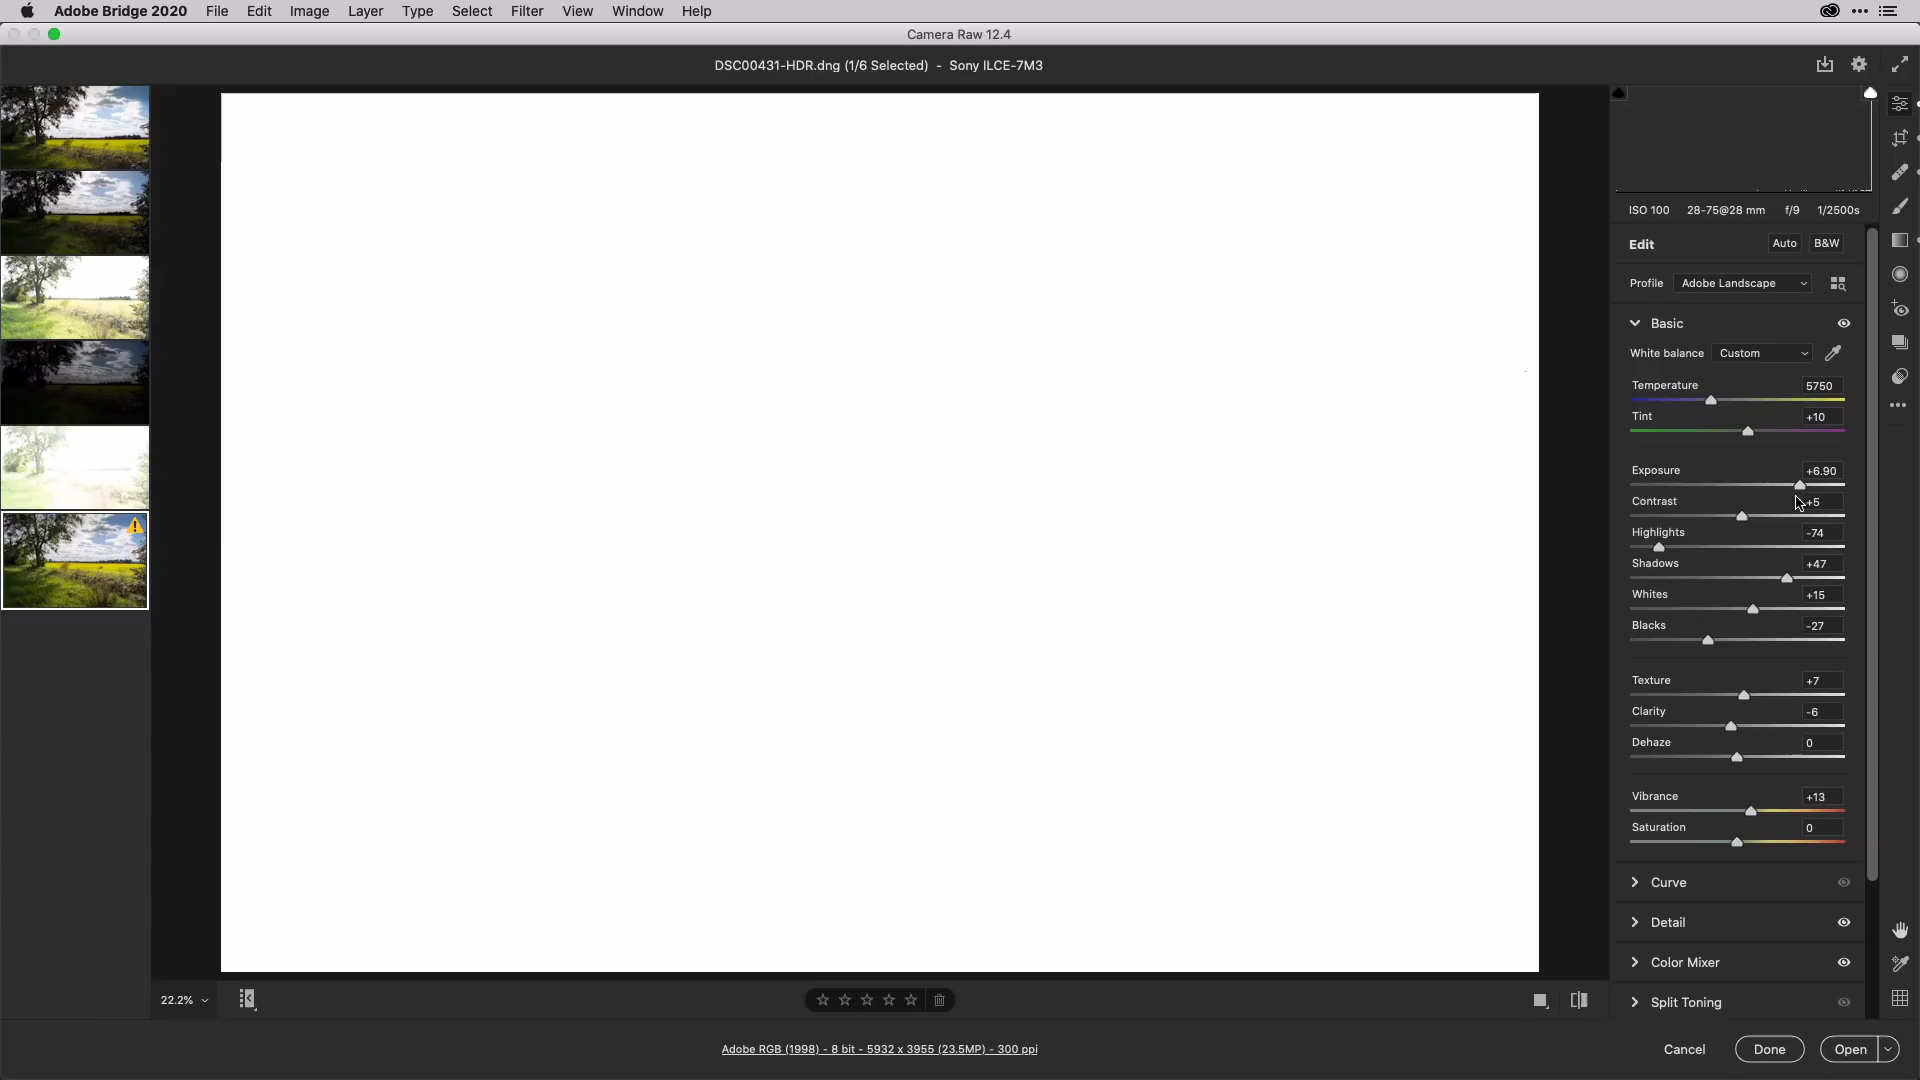 Adobe Bridge 2020 File Edit Image Layer Type Select Filter View Window Help
Camera Raw 12.4
DSC00431-HDR.dng (1/6 Selected) - Sony ILCE-7M3
ISO 100 28-75@28 mm f/9 1/2500s
Edit Auto B&W
Profile Adobe Landscape
Basic
White balance Custom
Temperature 5750
Tint +10
Exposure +6.90
Contrast +5
Highlights -74
Shadows +47
Whites +15
Blacks -27
Texture +7
Clarity -6
Dehaze 0
Vibrance +13
Saturation 0
Curve
Detail
Color Mixer
Split Toning
22.2%
Adobe RGB (1998) - 8 bit - 5932 x 3955 (23.5MP) - 300 ppi
Cancel Done Open